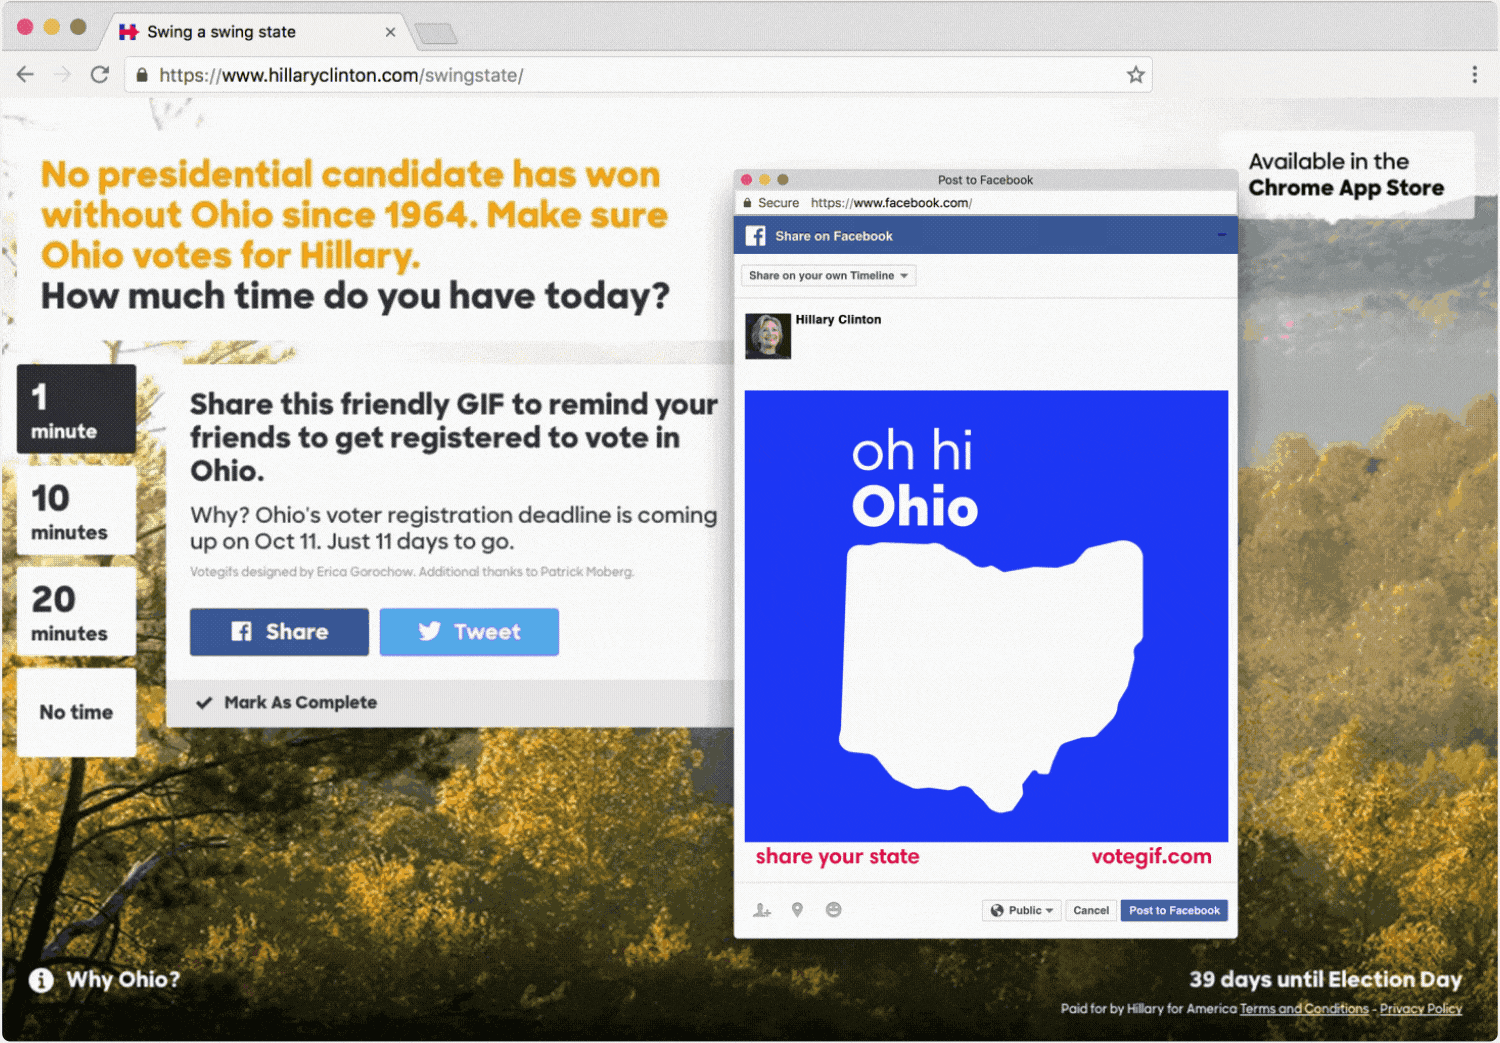 Swing a swing state
https://www.hillaryclinton.com/swingstate/
No presidential candidate has won
without Ohio since 1964. Make sure
Ohio votes for Hillary.
How much time do you have today?
1
minute
10
minutes
20
minutes
No time
Share this friendly GIF to remind your
friends to get registered to vote in
Ohio.
Why? Ohio's voter registration deadline is coming
up on Oct 11. Just 11 days to go.
Votegifs designed by Erica Gorochow. Additional thanks to Patrick Moberg.
Share
Tweet
Mark As Complete
Post to Facebook
Secure https://www.facebook.com/
Share on Facebook
Share on your own Timeline
Hillary Clinton
oh hi
Ohio
share your state
votegif.com
Public
Cancel
Post to Facebook
Available in the
Chrome App Store
Why Ohio?
39 days until Election Day
Paid for by Hillary for America Terms and Conditions - Privacy Policy